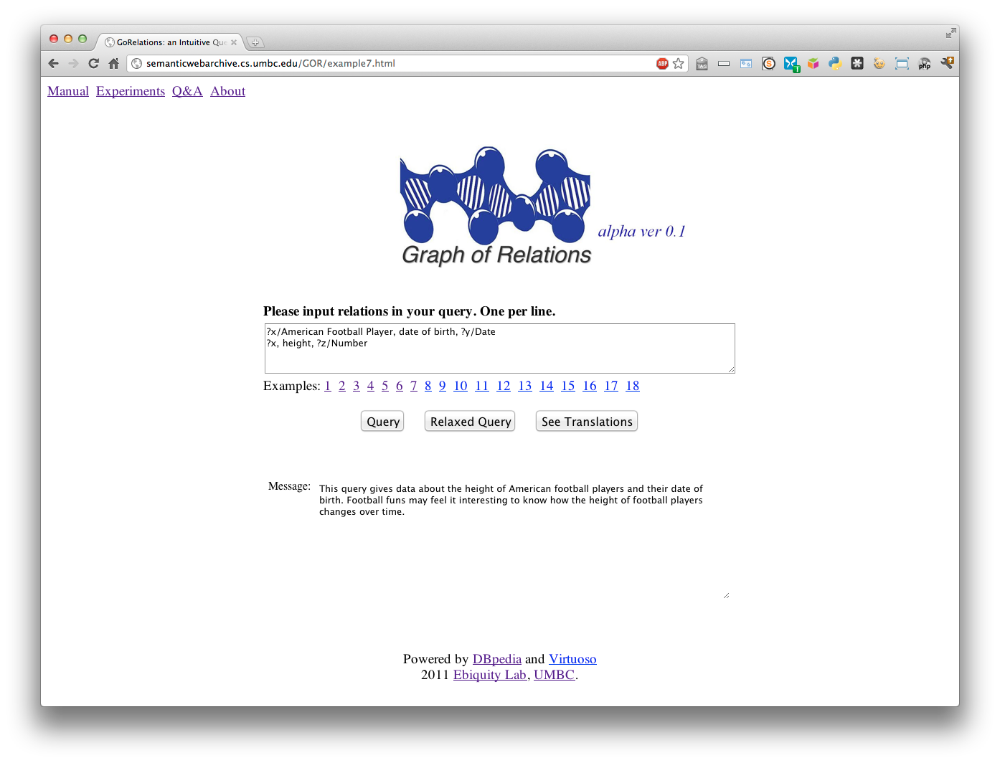 GoRelations: an Intuitive Que
semanticwebarchive.cs.umbc.edu/GOR/example7.html
ABP
TAG
S
1
php
Manual Experiments Q&A About
alpha ver 0.1
Graph of Relations
Please input relations in your query. One per line.
?x/American Football Player, date of birth, ?y/Date
?x, height, ?z/Number
Examples: 1 2 3 4 5 6 7 8 9 10 11 12 13 14 15 16 17 18
Query Relaxed Query See Translations
Message: This query gives data about the height of American football players and their date of
birth. Football funs may feel it interesting to know how the height of football players
changes over time.
Powered by DBpedia and Virtuoso
2011 Ebiquity Lab, UMBC.